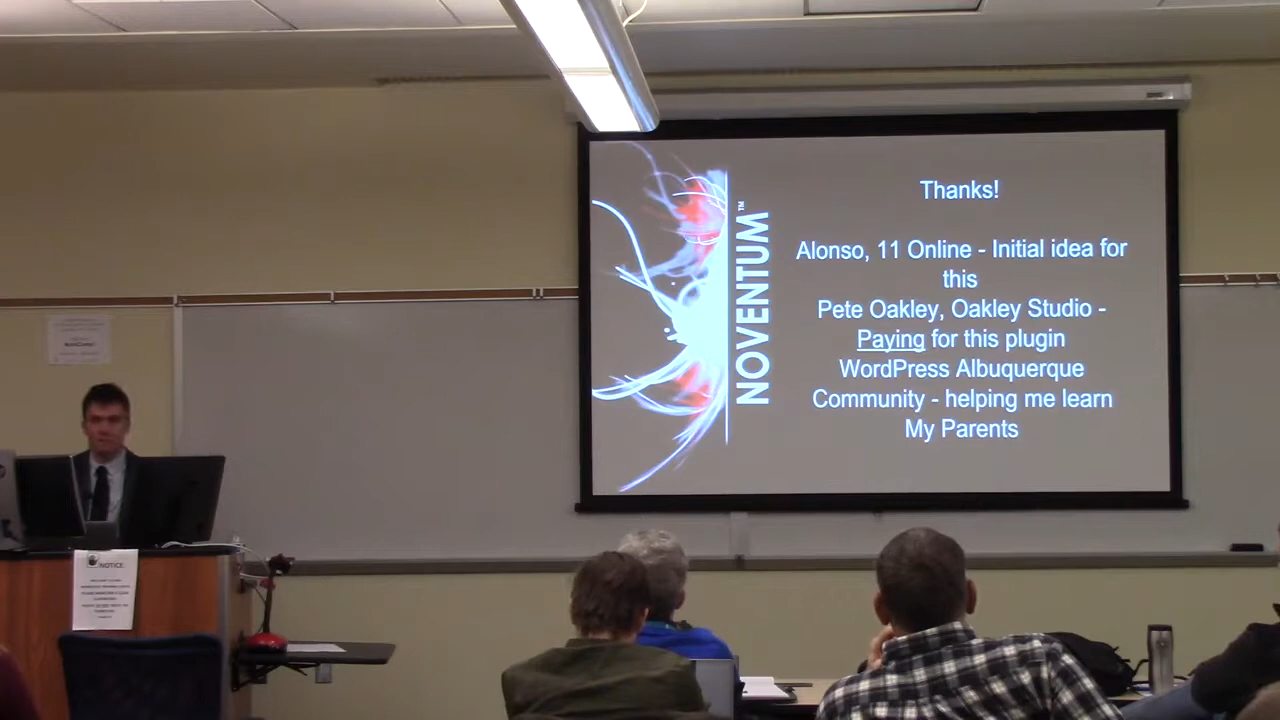 Thanks!
Alonso, 11 Online - Initial idea for
this
Pete Oakley, Oakley Studio -
Paying for this plugin
WordPress Albuquerque
Community - helping me learn
My Parents
NOVENTUM™
NOTICE